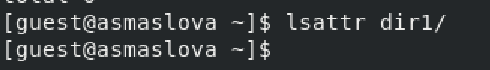 [guest@asmaslova ~]$ lsattr dir1/
[guest@asmaslova ~]$